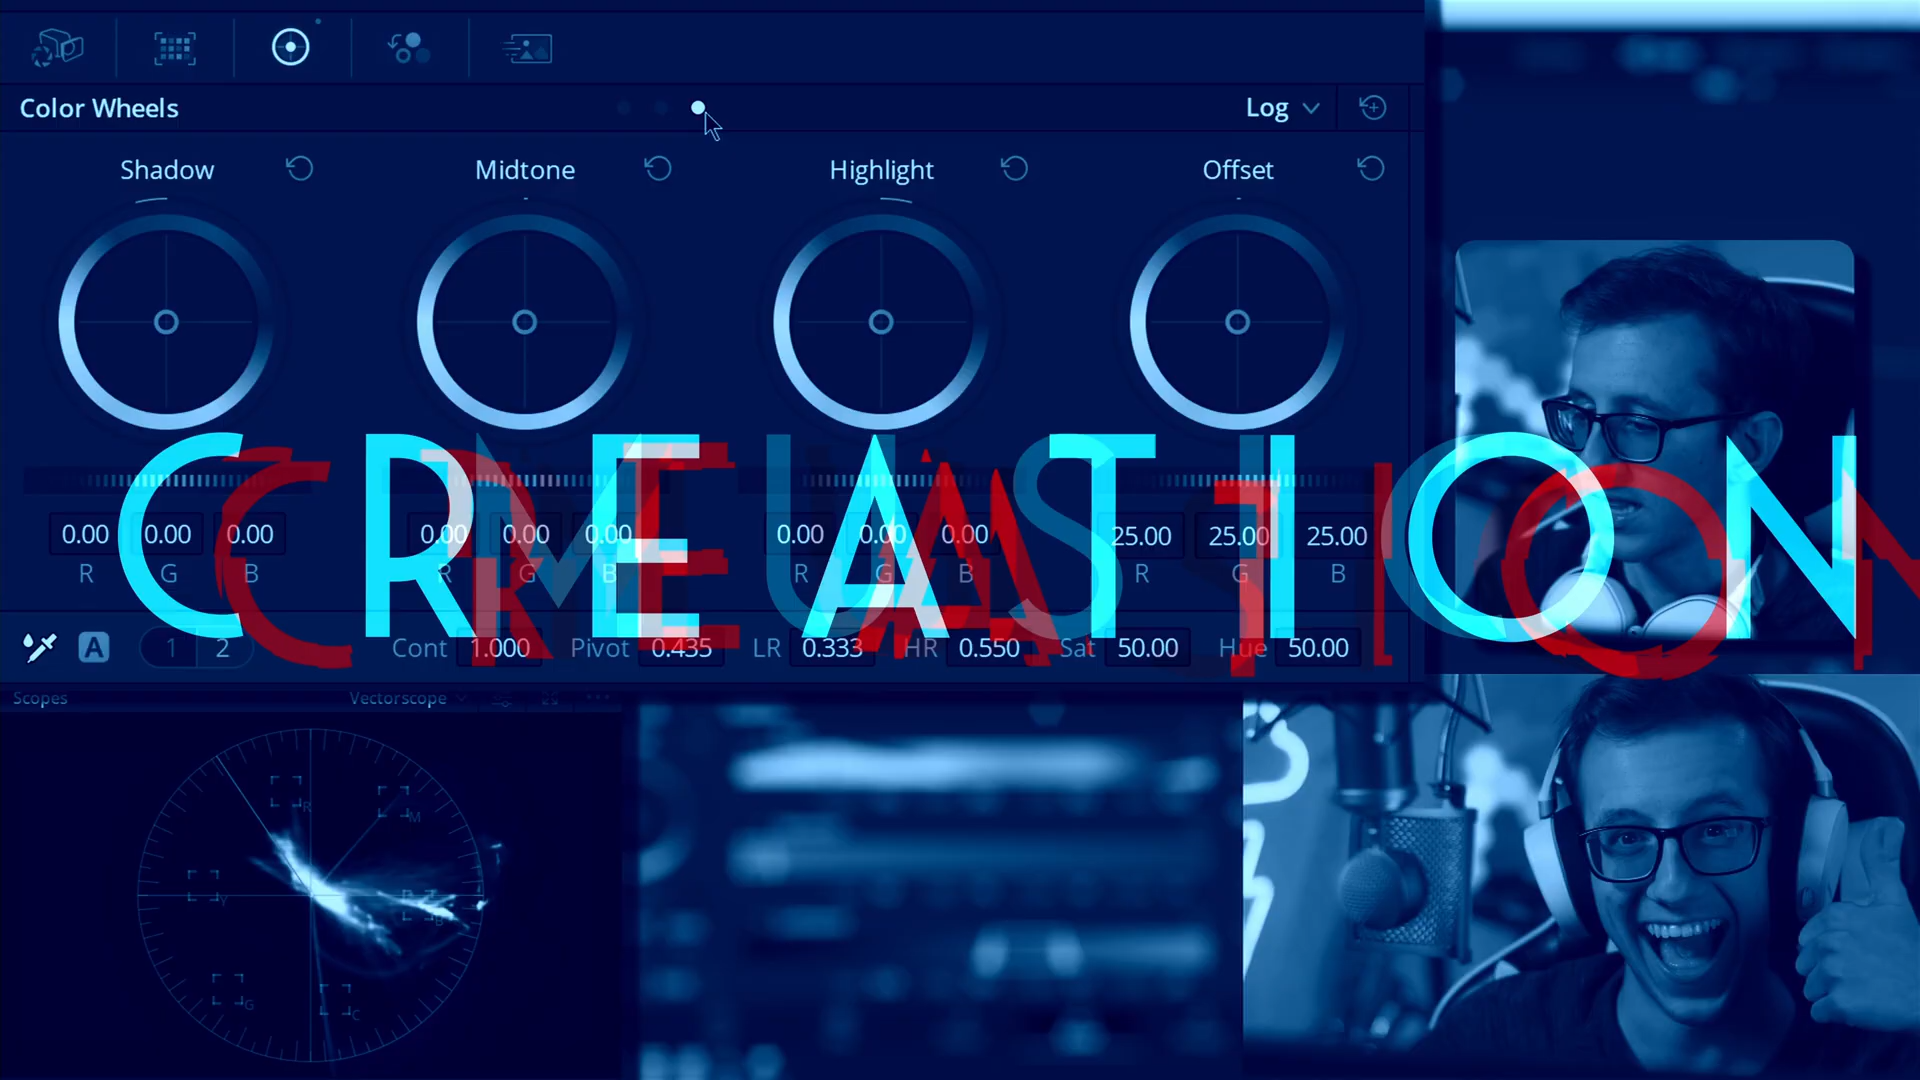 Color Wheels
Log
Shadow Midtone Highlight Offset
CREATION
CREATION
0.00 0.00 0.00 0.00 0.00 0.00 0.00 0.00 0.00 25.00 25.00 25.00
R G B R G B R G B R G B
A 1 2 Cont 1.000 Pivot 0.435 LR 0.333 HR 0.550 Sat 50.00 Hue 50.00
Scopes Vectorscope
R
M
Y
B
G
C